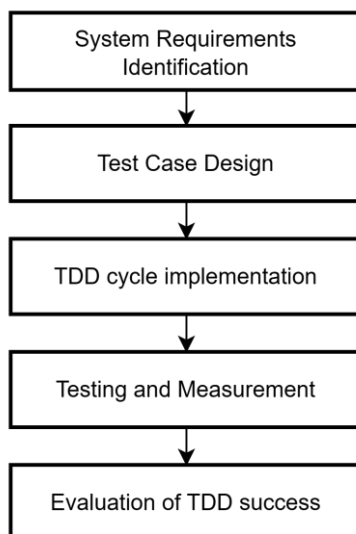 System Requirements
Identification
Test Case Design
TDD cycle implementation
Testing and Measurement
Evaluation of TDD success